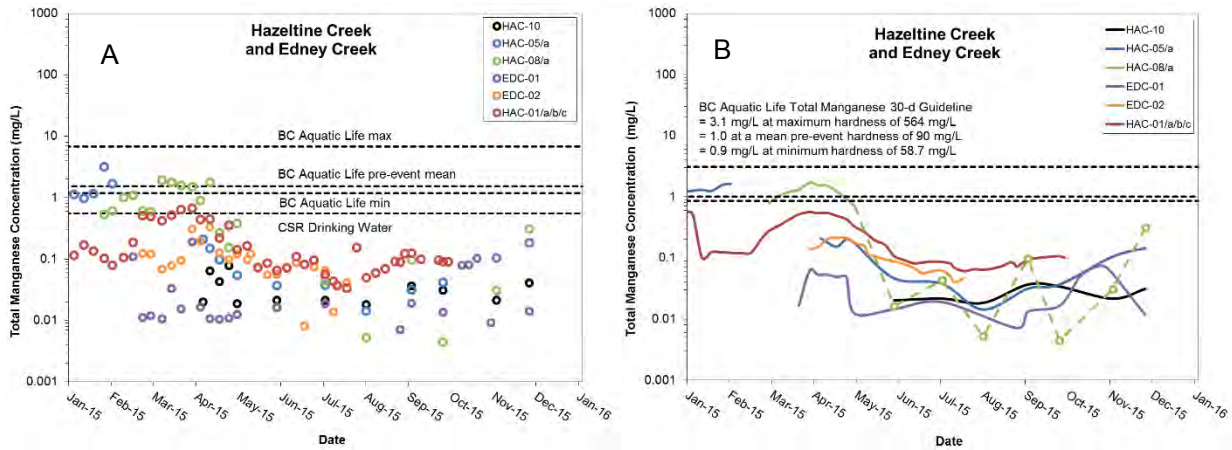 A
Hazeltine Creek
and Edney Creek
HAC-10
HAC-05/a
HAC-08/a
EDC-01
EDC-02
HAC-01/a/b/c
Total Manganese Concentration (mg/L)
1000
100
10
1
0.1
0.01
0.001
BC Aquatic Life max
BC Aquatic Life pre-event mean
BC Aquatic Life min
CSR Drinking Water
Jan-15
Feb-15
Mar-15
Apr-15
May-15
Jun-15
Jul-15
Aug-15
Sep-15
Oct-15
Nov-15
Dec-15
Jan-16
Date
B
Hazeltine Creek
and Edney Creek
HAC-10
HAC-05/a
HAC-08/a
EDC-01
EDC-02
HAC-01/a/b/c
Total Manganese Concentration (mg/L)
1000
100
10
1
0.1
0.01
0.001
BC Aquatic Life Total Manganese 30-d Guideline
= 3.1 mg/L at maximum hardness of 564 mg/L
= 1.0 at a mean pre-event hardness of 90 mg/L
= 0.9 mg/L at minimum hardness of 58.7 mg/L
Jan-15
Feb-15
Mar-15
Apr-15
May-15
Jun-15
Jul-15
Aug-15
Sep-15
Oct-15
Nov-15
Dec-15
Jan-16
Date